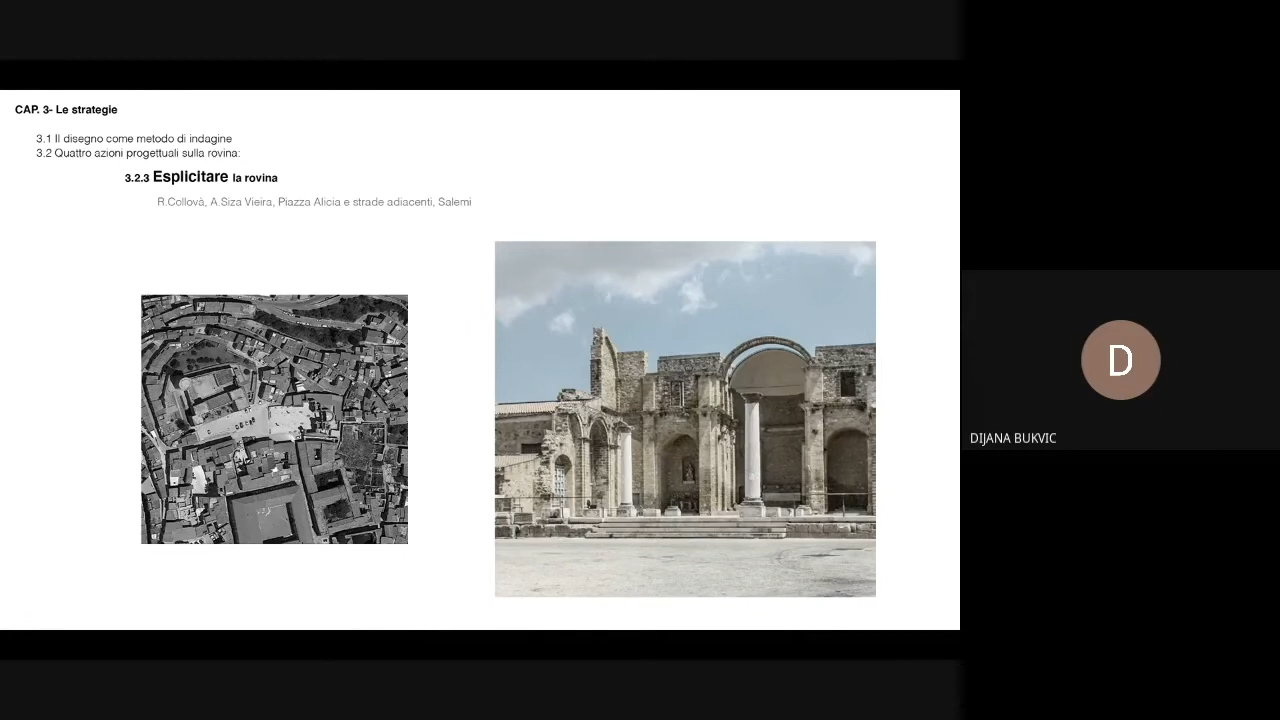 CAP. 3- Le strategie
3.1 Il disegno come metodo di indagine
3.2 Quattro azioni progettuali sulla rovina:
3.2.3 Esplicitare la rovina
R.Collovà, A.Siza Vieira, Piazza Alicia e strade adiacenti, Salemi
D
DIJANA BUKVIC